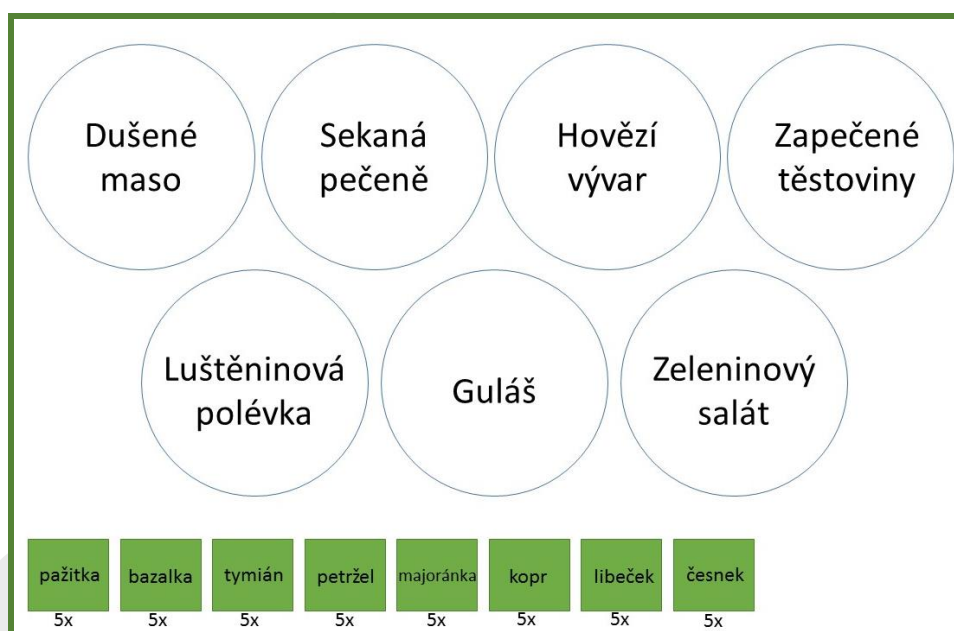 Dušené
maso
Sekaná
pečeně
Hovězí
vývar
Zapečené
těstoviny
Luštěninová
polévka
Guláš
Zeleninový
salát
pažitka
bazalka
tymián
petržel
majoránka
kopr
libeček
česnek
5x
5x
5x
5x
5x
5x
5x
5x